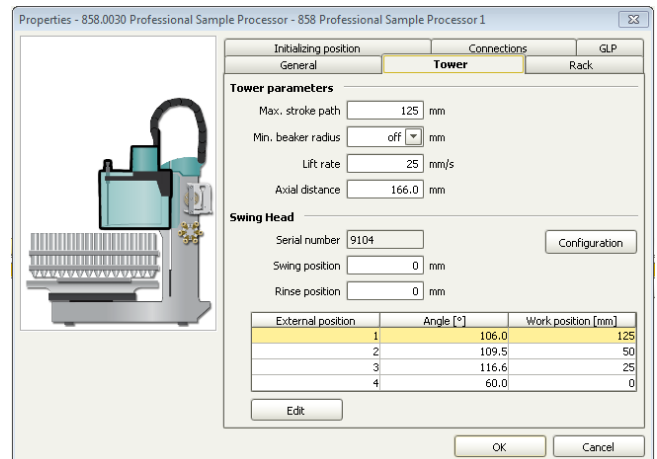 Properties - 858.0030 Professional Sample Processor - 858 Professional Sample Processor 1
Initializing position Connections GLP
General Tower Rack
Tower parameters
Max. stroke path 125 mm
Min. beaker radius off mm
Lift rate 25 mm/s
Axial distance 166.0 mm
Swing Head
Serial number 9104 Configuration
Swing position 0 mm
Rinse position 0 mm
External position Angle [°] Work position [mm]
1 106.0 125
2 109.5 50
3 116.6 25
4 60.0 0
Edit
OK Cancel